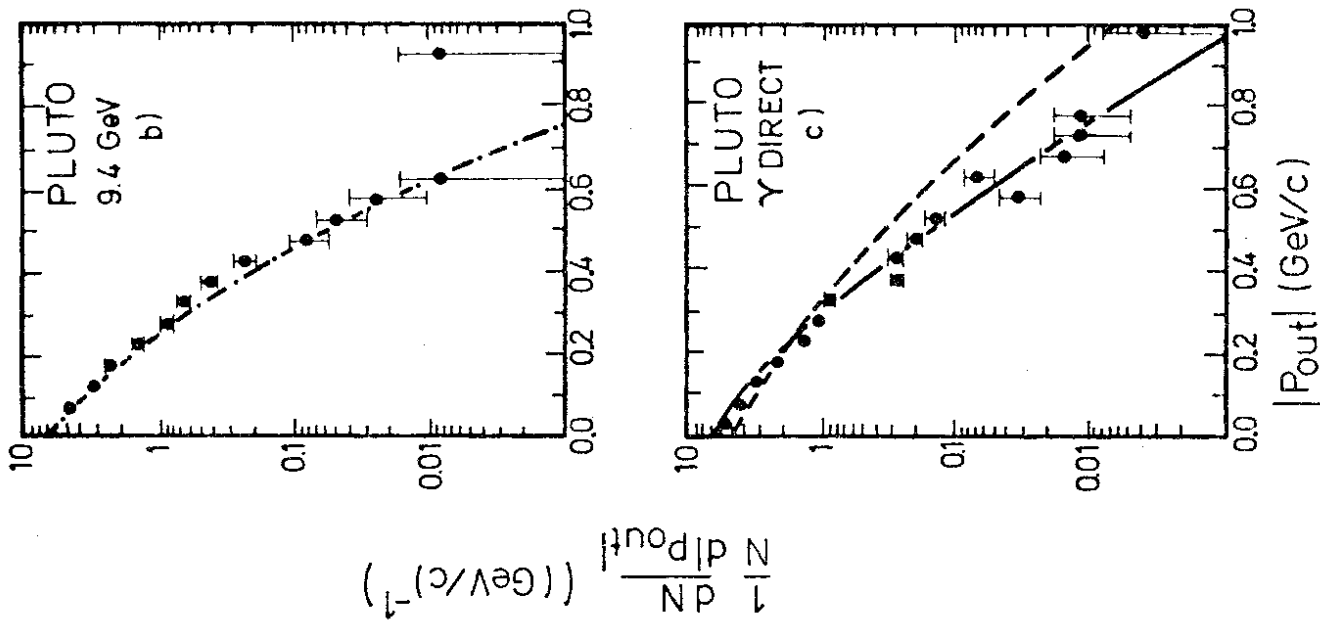 PLUTO
9.4 GeV
b)
10
1
0.1
0.01
0.0
0.2
0.4
0.6
0.8
1.0
PLUTO
γ DIRECT
c)
10
1
0.1
0.01
0.0
0.2
0.4
0.6
0.8
1.0
|Pout| (GeV/c)
1/N dN/d|Pout| ((GeV/c)⁻¹)